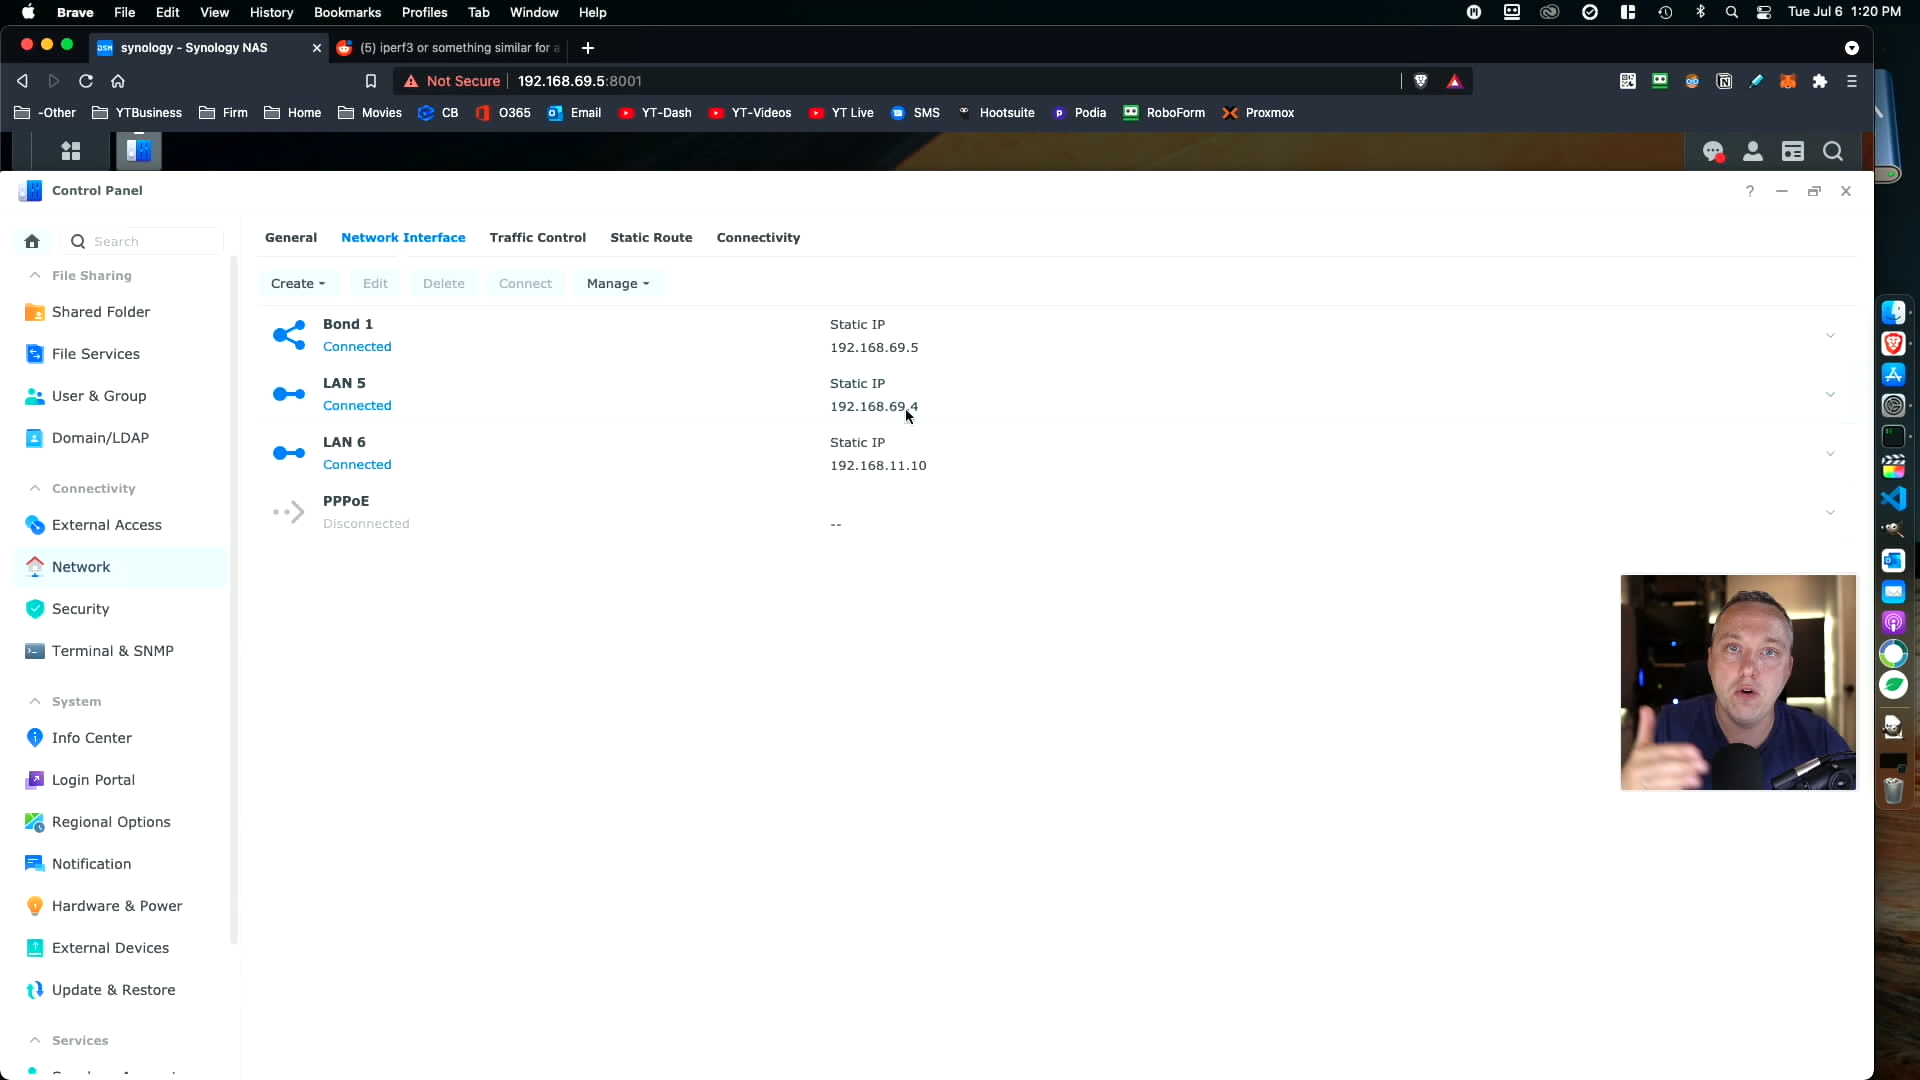 Brave File Edit View History Bookmarks Profiles Tab Window Help
Tue Jul 6 1:20 PM
DSM synology - Synology NAS
(5) iperf3 or something similar for a
Not Secure 192.168.69.5:8001
-Other YTBusiness Firm Home Movies CB O365 Email YT-Dash YT-Videos YT Live SMS Hootsuite Podia RoboForm Proxmox
Control Panel
Search
General Network Interface Traffic Control Static Route Connectivity
Create Edit Delete Connect Manage
Bond 1
Connected
Static IP
192.168.69.5
LAN 5
Connected
Static IP
192.168.69.4
LAN 6
Connected
Static IP
192.168.11.10
PPPoE
Disconnected
--
File Sharing
Shared Folder
File Services
User & Group
Domain/LDAP
Connectivity
External Access
Network
Security
Terminal & SNMP
System
Info Center
Login Portal
Regional Options
Notification
Hardware & Power
External Devices
Update & Restore
Services